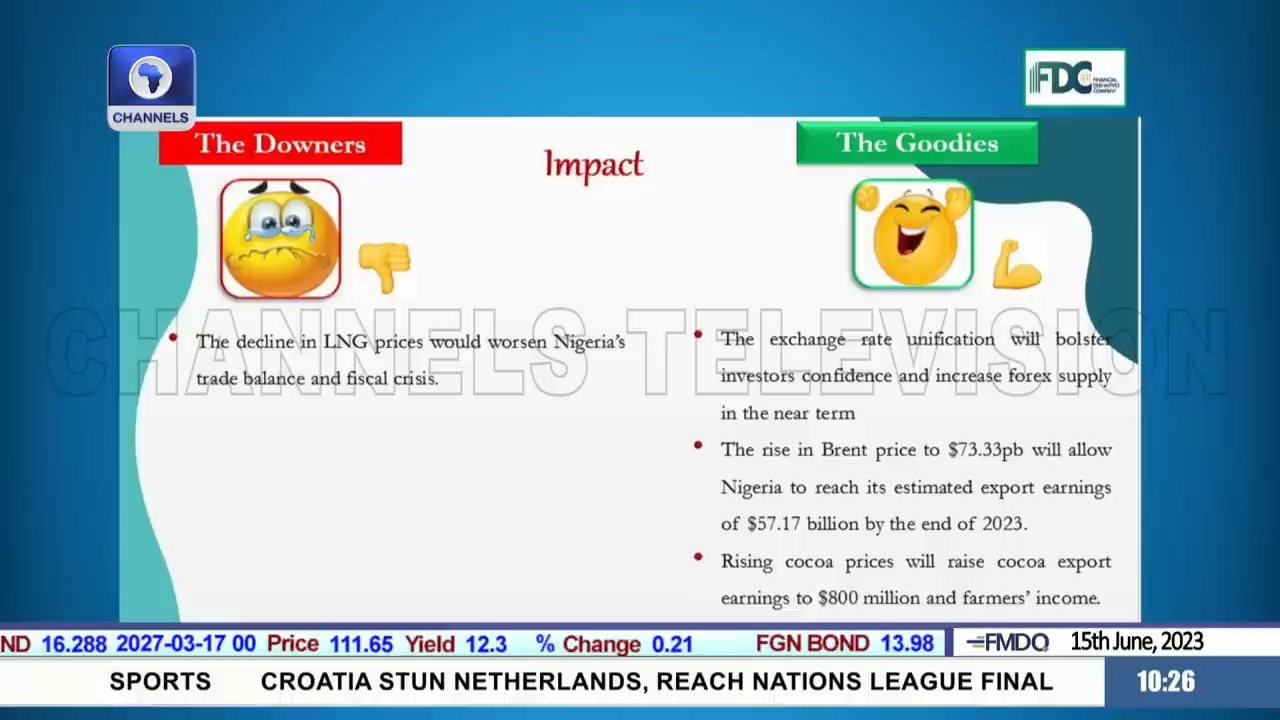 CHANNELS
FDC
FINANCIAL
DERIVATIVES
COMPANY
The Downers
Impact
The Goodies
CHANNELS TELEVISION
• The decline in LNG prices would worsen Nigeria's
trade balance and fiscal crisis.
• The exchange rate unification will bolster
investors confidence and increase forex supply
in the near term
• The rise in Brent price to $73.33pb will allow
Nigeria to reach its estimated export earnings
of $57.17 billion by the end of 2023.
• Rising cocoa prices will raise cocoa export
earnings to $800 million and farmers' income.
ND 16.288 2027-03-17 00 Price 111.65 Yield 12.3 % Change 0.21 FGN BOND 13.98
FMDQ 15th June, 2023
SPORTS CROATIA STUN NETHERLANDS, REACH NATIONS LEAGUE FINAL
10:26